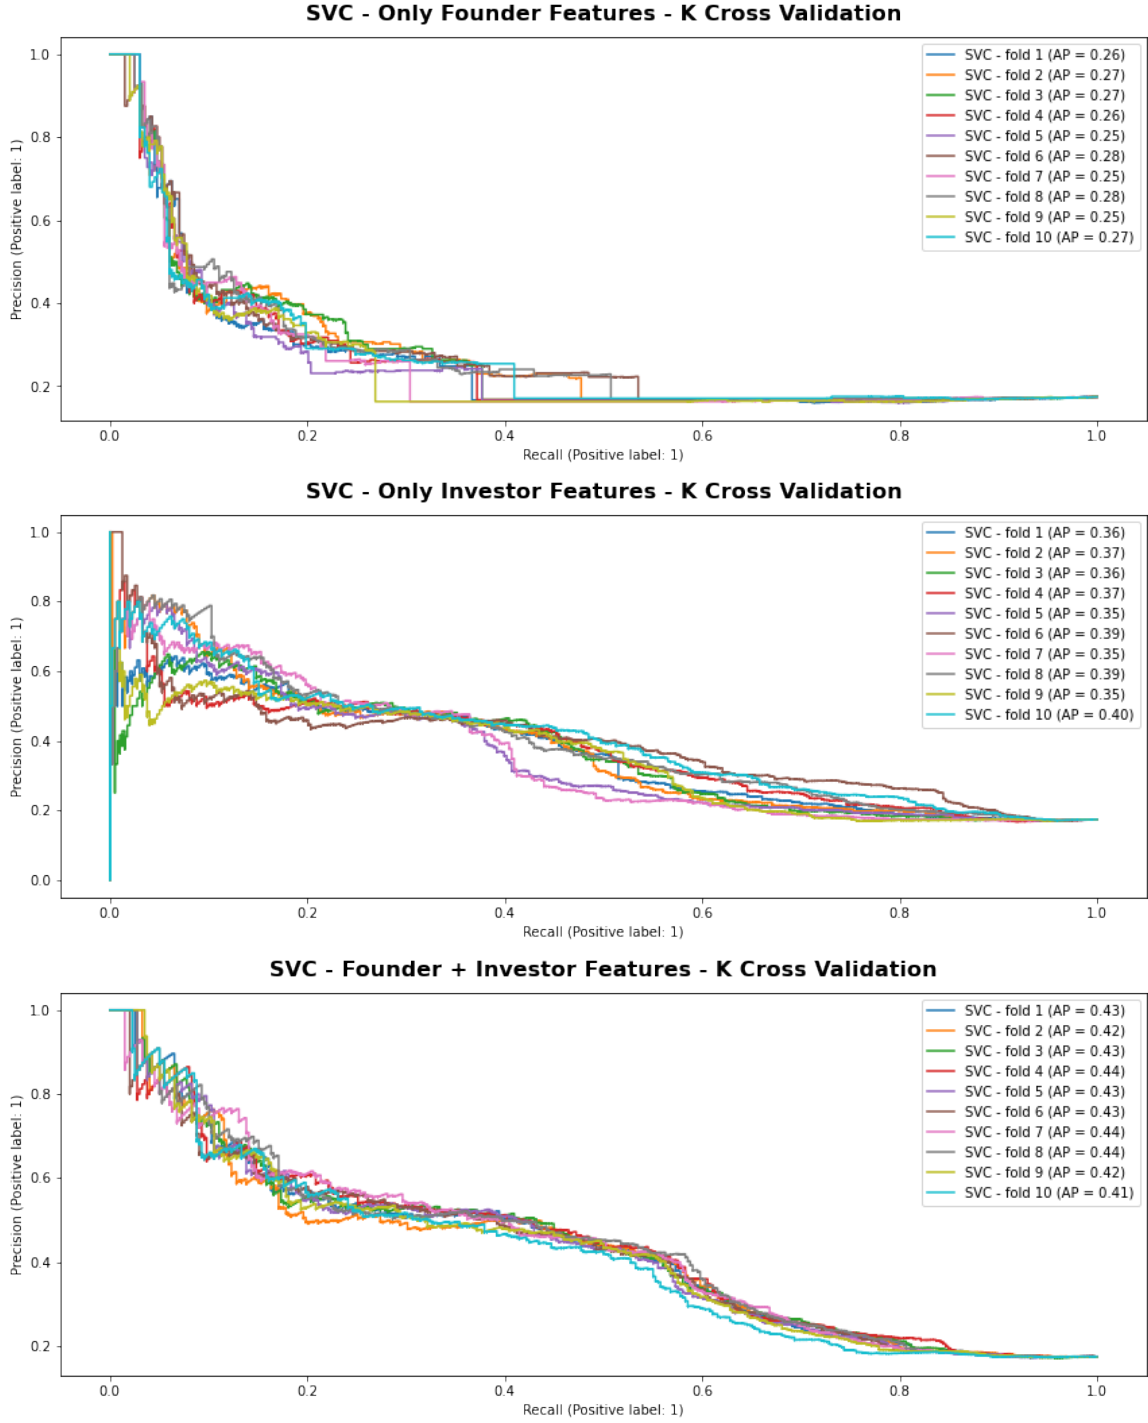 SVC - Only Founder Features - K Cross Validation
1.0
0.8
0.6
0.4
0.2
Precision (Positive label: 1)
SVC - fold 1 (AP = 0.26)
SVC - fold 2 (AP = 0.27)
SVC - fold 3 (AP = 0.27)
SVC - fold 4 (AP = 0.26)
SVC - fold 5 (AP = 0.25)
SVC - fold 6 (AP = 0.28)
SVC - fold 7 (AP = 0.25)
SVC - fold 8 (AP = 0.28)
SVC - fold 9 (AP = 0.25)
SVC - fold 10 (AP = 0.27)
0.0 0.2 0.4 0.6 0.8 1.0
Recall (Positive label: 1)
SVC - Only Investor Features - K Cross Validation
1.0
0.8
0.6
0.4
0.2
0.0
Precision (Positive label: 1)
SVC - fold 1 (AP = 0.36)
SVC - fold 2 (AP = 0.37)
SVC - fold 3 (AP = 0.36)
SVC - fold 4 (AP = 0.37)
SVC - fold 5 (AP = 0.35)
SVC - fold 6 (AP = 0.39)
SVC - fold 7 (AP = 0.35)
SVC - fold 8 (AP = 0.39)
SVC - fold 9 (AP = 0.35)
SVC - fold 10 (AP = 0.40)
0.0 0.2 0.4 0.6 0.8 1.0
Recall (Positive label: 1)
SVC - Founder + Investor Features - K Cross Validation
1.0
0.8
0.6
0.4
0.2
Precision (Positive label: 1)
SVC - fold 1 (AP = 0.43)
SVC - fold 2 (AP = 0.42)
SVC - fold 3 (AP = 0.43)
SVC - fold 4 (AP = 0.44)
SVC - fold 5 (AP = 0.43)
SVC - fold 6 (AP = 0.43)
SVC - fold 7 (AP = 0.44)
SVC - fold 8 (AP = 0.44)
SVC - fold 9 (AP = 0.42)
SVC - fold 10 (AP = 0.41)
0.0 0.2 0.4 0.6 0.8 1.0
Recall (Positive label: 1)